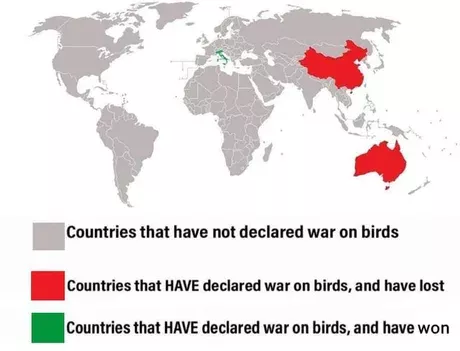 Countries that have not declared war on birds
Countries that HAVE declared war on birds, and have lost
Countries that HAVE declared war on birds, and have won